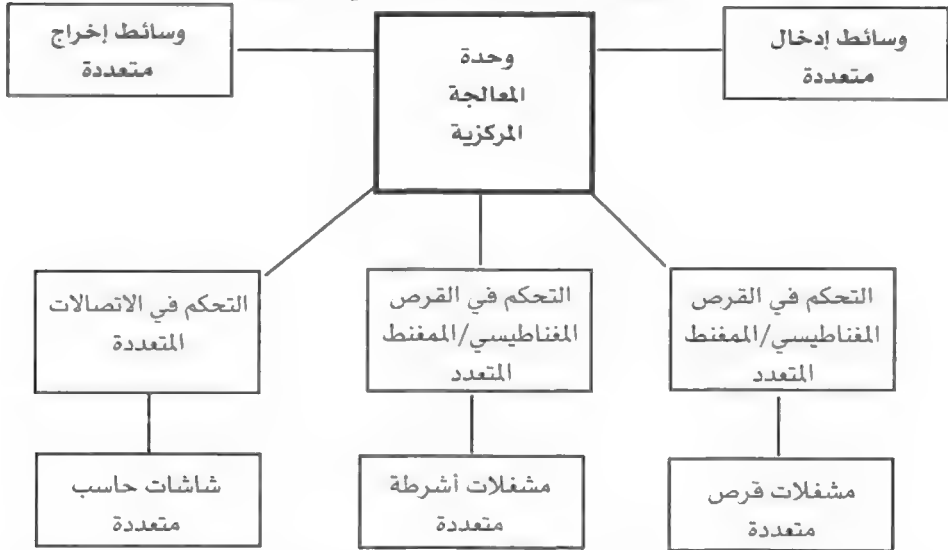 وسائط إدخال
متعددة
وحدة
المعالجة
المركزية
وسائط إخراج
متعددة
التحكم في القرص
المغناطيسي/الممغنط
المتعدد
التحكم في القرص
المغناطيسي/الممغنط
المتعدد
التحكم في الاتصالات
المتعددة
مشغلات قرص
متعددة
مشغلات أشرطة
متعددة
شاشات حاسب
متعددة